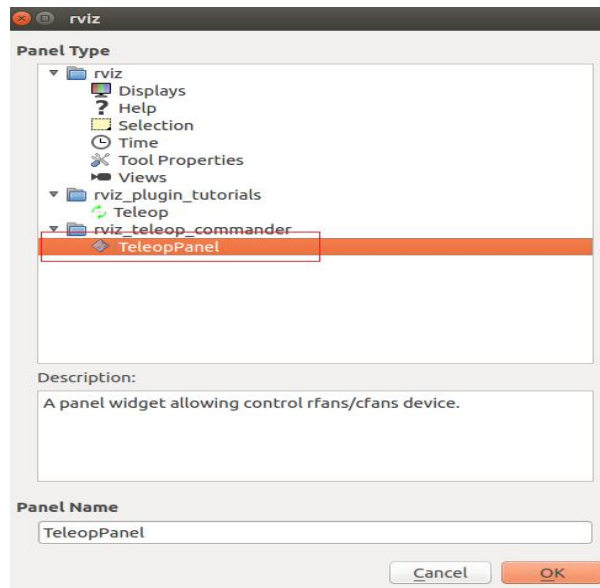 rviz
Panel Type
rviz
Displays
? Help
Selection
Time
Tool Properties
Views
rviz_plugin_tutorials
Teleop
rviz_teleop_commander
TeleopPanel
Description:
A panel widget allowing control rfans/cfans device.
Panel Name
TeleopPanel
Cancel OK